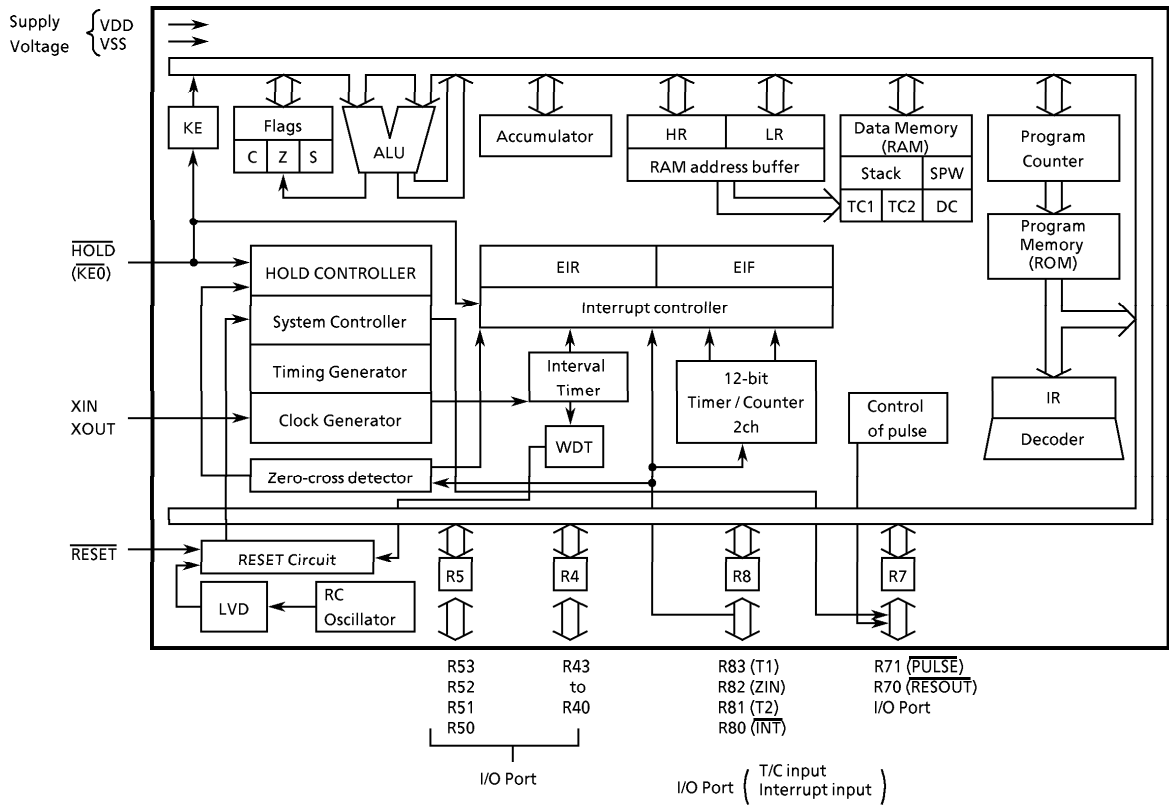 Supply
Voltage
VDD
VSS
KE
Flags
C Z S
ALU
Accumulator
HR LR
RAM address buffer
Data Memory
(RAM)
Stack SPW
TC1 TC2 DC
Program
Counter
Program
Memory
(ROM)
HOLD
(KE0)
HOLD CONTROLLER
System Controller
Timing Generator
Clock Generator
EIR EIF
Interrupt controller
Interval
Timer
WDT
12-bit
Timer / Counter
2ch
Control
of pulse
IR
Decoder
XIN
XOUT
Zero-cross detector
RESET
RESET Circuit
LVD
RC
Oscillator
R5
R4
R8
R7
R53
R52
R51
R50
R43
to
R40
R83 (T1)
R82 (ZIN)
R81 (T2)
R80 (INT)
R71 (PULSE)
R70 (RESOUT)
I/O Port
I/O Port
I/O Port ( T/C input
Interrupt input )